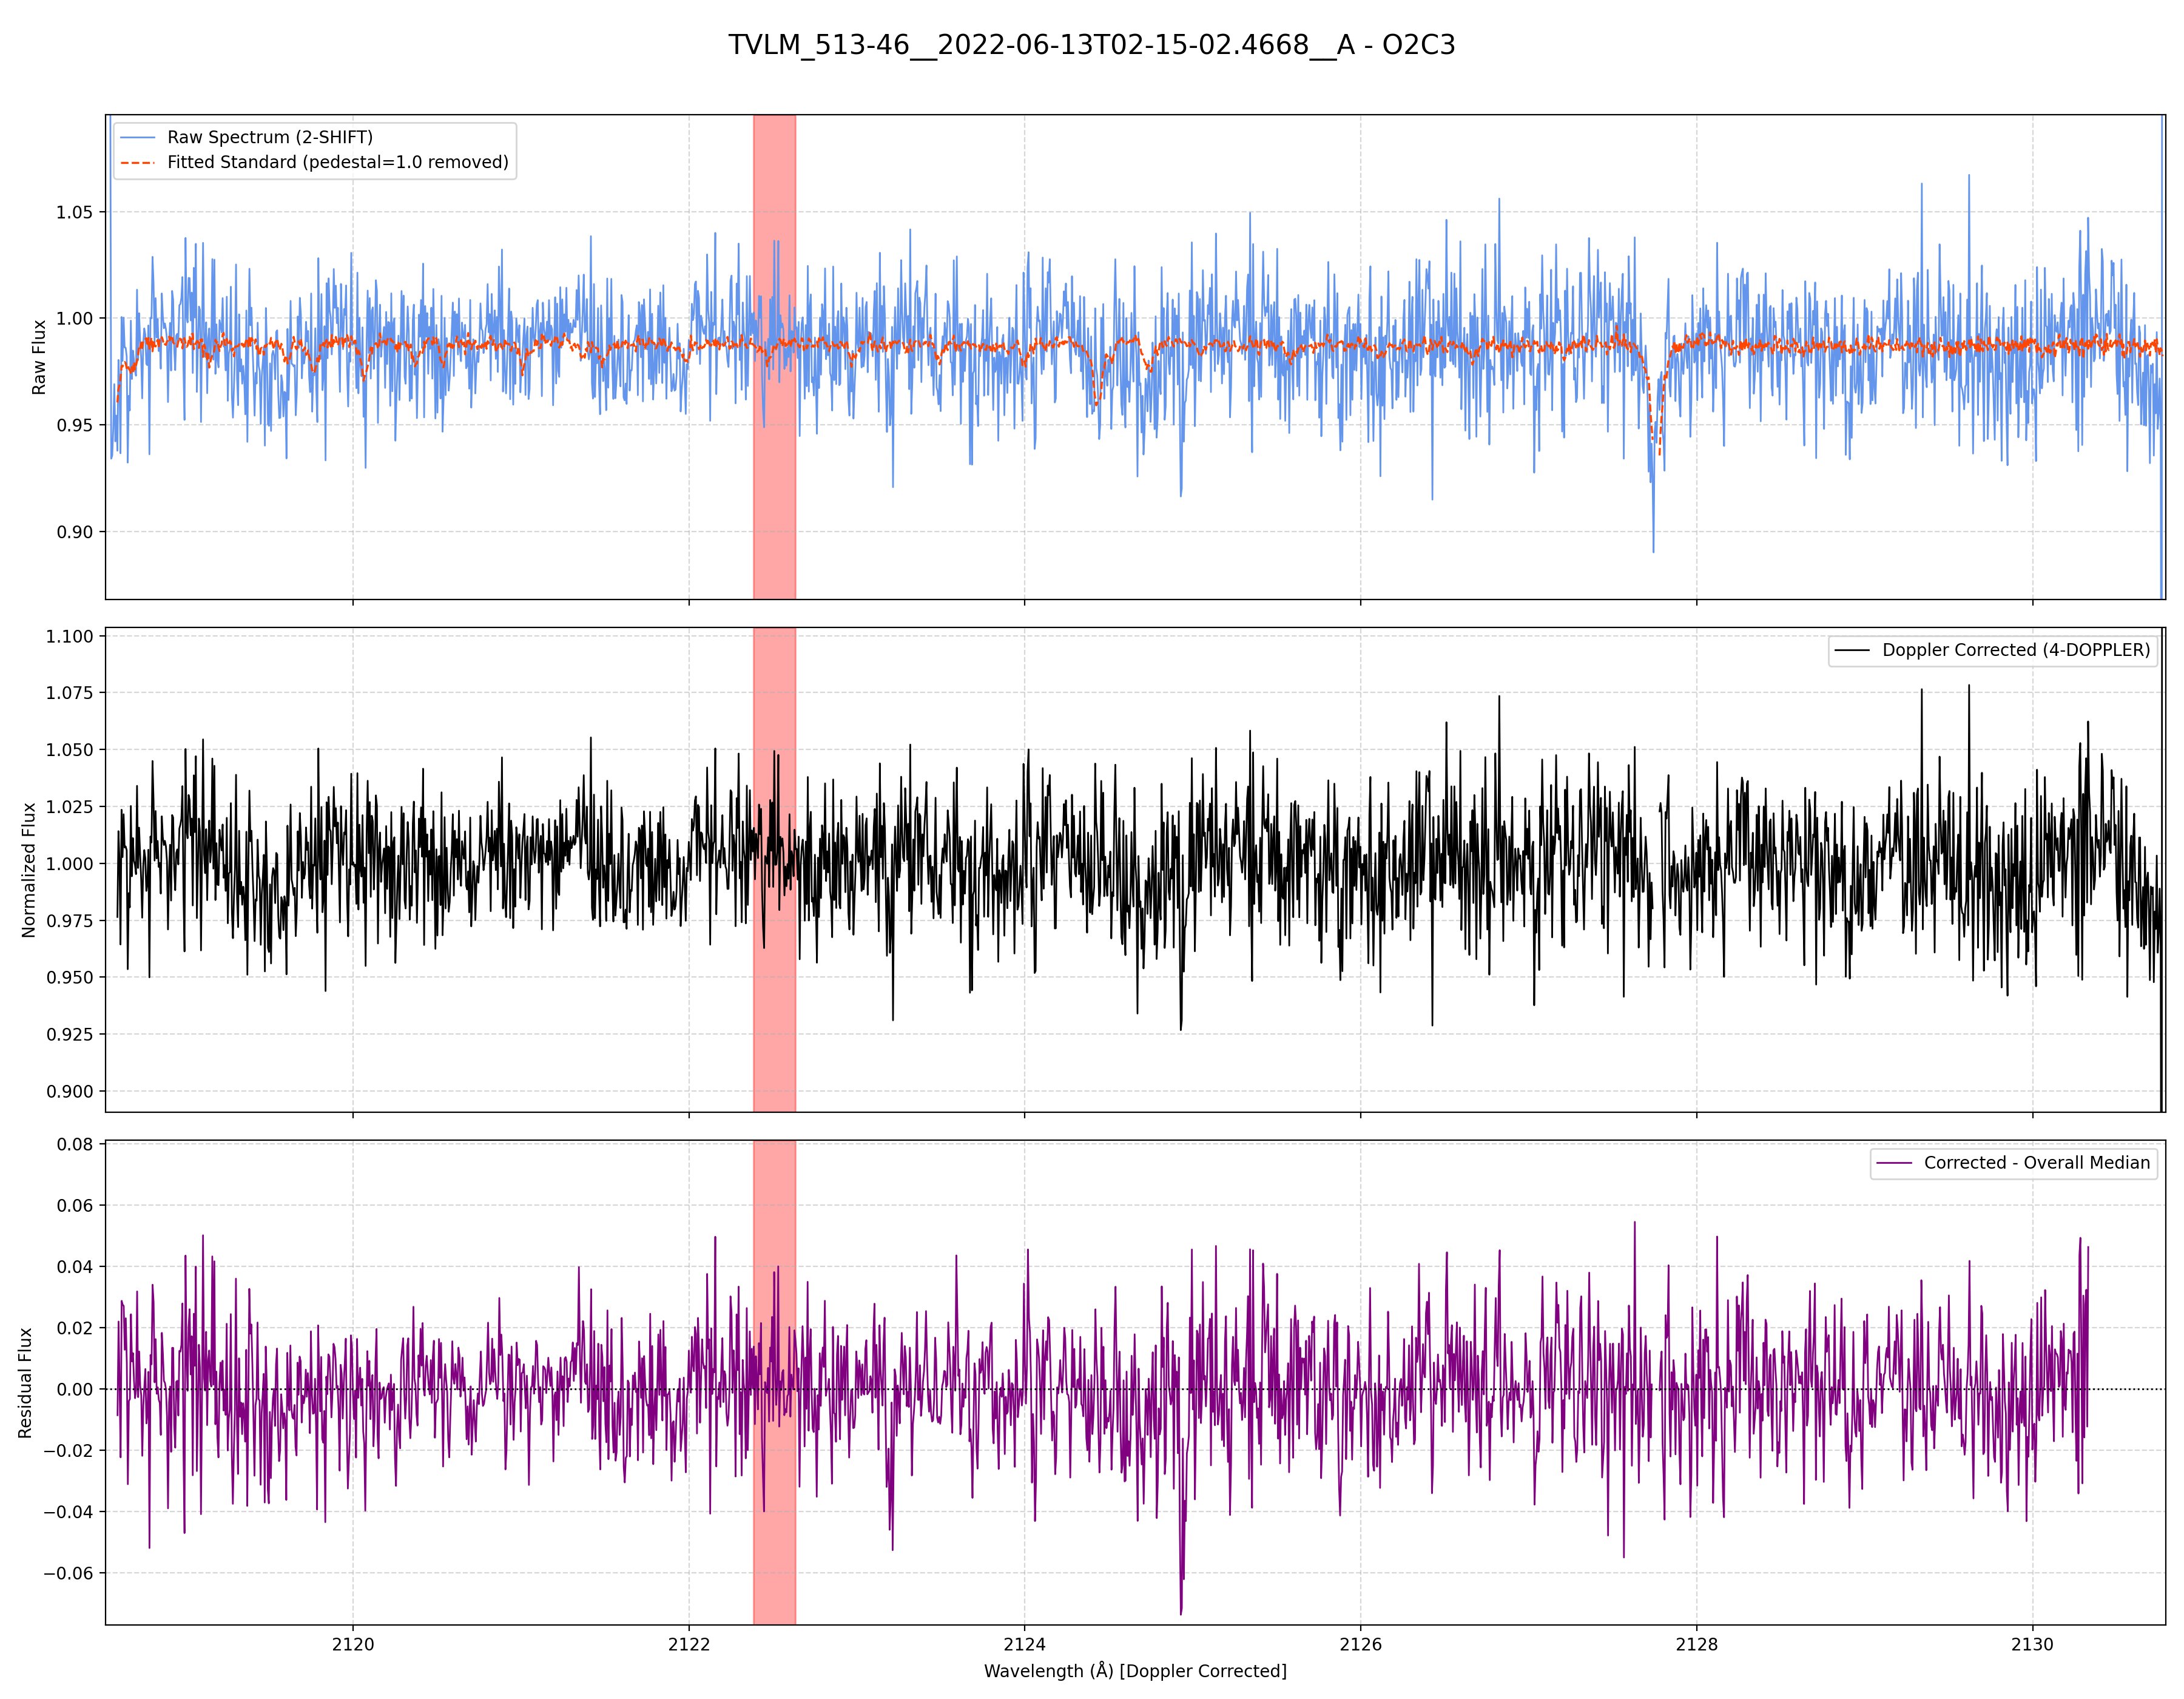 TVLM_513-46__2022-06-13T02-15-02.4668__A - O2C3
Raw Spectrum (2-SHIFT)
Fitted Standard (pedestal=1.0 removed)
Raw Flux
1.05
1.00
0.95
0.90
Doppler Corrected (4-DOPPLER)
Normalized Flux
1.100
1.075
1.050
1.025
1.000
0.975
0.950
0.925
0.900
Corrected - Overall Median
Residual Flux
0.08
0.06
0.04
0.02
0.00
−0.02
−0.04
−0.06
2120 2122 2124 2126 2128 2130
Wavelength (Å) [Doppler Corrected]